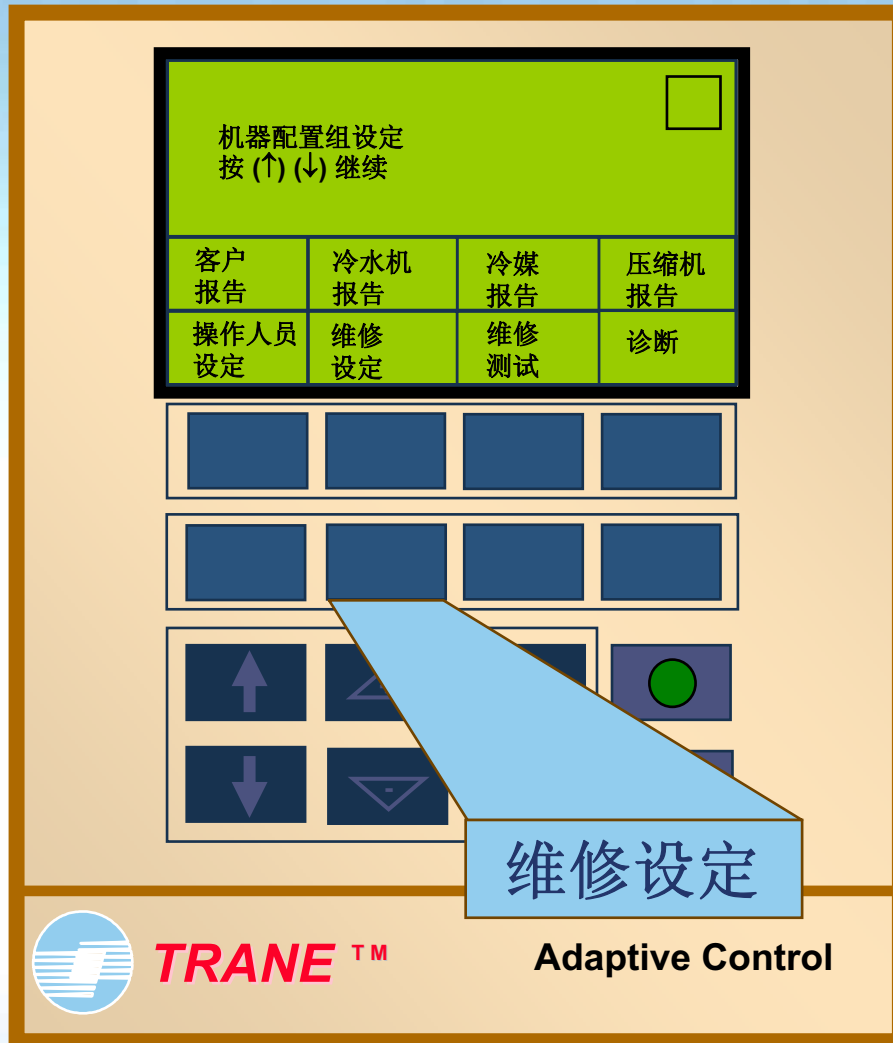 机器配置组设定
按 (↑) (↓) 继续
客户
报告
冷水机
报告
冷媒
报告
压缩机
报告
操作人员
设定
维修
设定
维修
测试
诊断
维修设定
TRANE TM
Adaptive Control